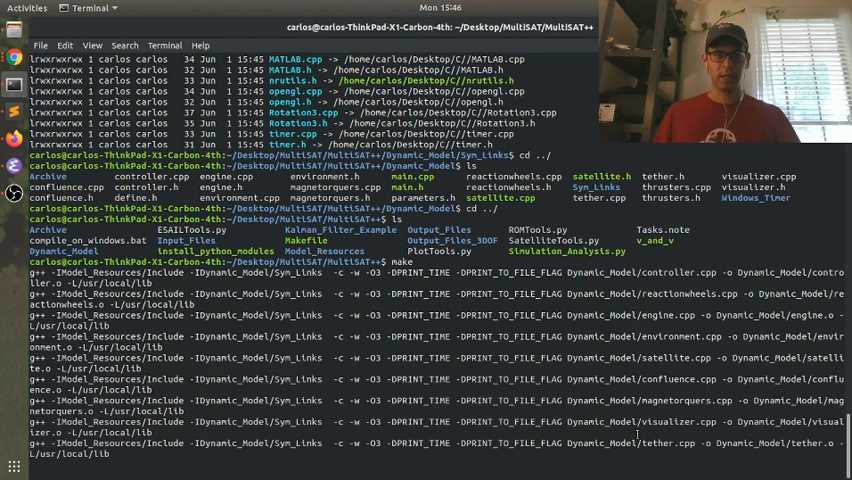 Activities
Terminal
Mon 15:46
carlos@carlos-ThinkPad-X1-Carbon-4th: ~/Desktop/MultiSAT/MultiSAT++
File Edit View Search Terminal Help
lrwxrwxrwx 1 carlos carlos 34 Jun 1 15:45 MATLAB.cpp -> /home/carlos/Desktop/C//MATLAB.cpp
lrwxrwxrwx 1 carlos carlos 32 Jun 1 15:45 MATLAB.h -> /home/carlos/Desktop/C//MATLAB.h
lrwxrwxrwx 1 carlos carlos 33 Jun 1 15:45 nrutils.h -> /home/carlos/Desktop/C//nrutils.h
lrwxrwxrwx 1 carlos carlos 34 Jun 1 15:45 opengl.cpp -> /home/carlos/Desktop/C//opengl.cpp
lrwxrwxrwx 1 carlos carlos 32 Jun 1 15:45 opengl.h -> /home/carlos/Desktop/C//opengl.h
lrwxrwxrwx 1 carlos carlos 37 Jun 1 15:45 Rotation3.cpp -> /home/carlos/Desktop/C//Rotation3.cpp
lrwxrwxrwx 1 carlos carlos 35 Jun 1 15:45 Rotation3.h -> /home/carlos/Desktop/C//Rotation3.h
lrwxrwxrwx 1 carlos carlos 33 Jun 1 15:45 timer.cpp -> /home/carlos/Desktop/C//timer.cpp
lrwxrwxrwx 1 carlos carlos 31 Jun 1 15:45 timer.h -> /home/carlos/Desktop/C//timer.h
carlos@carlos-ThinkPad-X1-Carbon-4th:~/Desktop/MultiSAT/MultiSAT++/Dynamic_Model/Sym_Links$ cd ../
carlos@carlos-ThinkPad-X1-Carbon-4th:~/Desktop/MultiSAT/MultiSAT++/Dynamic_Model$ ls
Archive controller.cpp engine.cpp environment.h main.cpp reactionwheels.cpp satellite.h tether.h visualizer.cpp
confluence.cpp controller.h engine.h magnetorquers.cpp main.h reactionwheels.h Sym_Links thrusters.cpp visualizer.h
confluence.h define.h environment.cpp magnetorquers.h parameters.h satellite.cpp tether.cpp thrusters.h Windows_Timer
carlos@carlos-ThinkPad-X1-Carbon-4th:~/Desktop/MultiSAT/MultiSAT++/Dynamic_Model$ cd ../
carlos@carlos-ThinkPad-X1-Carbon-4th:~/Desktop/MultiSAT/MultiSAT++$ ls
Archive ESAILTools.py Kalman_Filter_Example Output_Files ROMTools.py Tasks.note
compile_on_windows.bat Input_Files Makefile Output_Files_3DOF SatelliteTools.py v_and_v
Dynamic_Model install_python_modules Model_Resources PlotTools.py Simulation_Analysis.py
carlos@carlos-ThinkPad-X1-Carbon-4th:~/Desktop/MultiSAT/MultiSAT++$ make
g++ -IModel_Resources/Include -IDynamic_Model/Sym_Links -c -w -O3 -DPRINT_TIME -DPRINT_TO_FILE_FLAG Dynamic_Model/controller.cpp -o Dynamic_Model/contro
ller.o -L/usr/local/lib
g++ -IModel_Resources/Include -IDynamic_Model/Sym_Links -c -w -O3 -DPRINT_TIME -DPRINT_TO_FILE_FLAG Dynamic_Model/reactionwheels.cpp -o Dynamic_Model/re
actionwheels.o -L/usr/local/lib
g++ -IModel_Resources/Include -IDynamic_Model/Sym_Links -c -w -O3 -DPRINT_TIME -DPRINT_TO_FILE_FLAG Dynamic_Model/engine.cpp -o Dynamic_Model/engine.o -
L/usr/local/lib
g++ -IModel_Resources/Include -IDynamic_Model/Sym_Links -c -w -O3 -DPRINT_TIME -DPRINT_TO_FILE_FLAG Dynamic_Model/environment.cpp -o Dynamic_Model/envir
onment.o -L/usr/local/lib
g++ -IModel_Resources/Include -IDynamic_Model/Sym_Links -c -w -O3 -DPRINT_TIME -DPRINT_TO_FILE_FLAG Dynamic_Model/satellite.cpp -o Dynamic_Model/satelli
te.o -L/usr/local/lib
g++ -IModel_Resources/Include -IDynamic_Model/Sym_Links -c -w -O3 -DPRINT_TIME -DPRINT_TO_FILE_FLAG Dynamic_Model/confluence.cpp -o Dynamic_Model/conflu
ence.o -L/usr/local/lib
g++ -IModel_Resources/Include -IDynamic_Model/Sym_Links -c -w -O3 -DPRINT_TIME -DPRINT_TO_FILE_FLAG Dynamic_Model/magnetorquers.cpp -o Dynamic_Model/mag
netorquers.o -L/usr/local/lib
g++ -IModel_Resources/Include -IDynamic_Model/Sym_Links -c -w -O3 -DPRINT_TIME -DPRINT_TO_FILE_FLAG Dynamic_Model/visualizer.cpp -o Dynamic_Model/visual
izer.o -L/usr/local/lib
g++ -IModel_Resources/Include -IDynamic_Model/Sym_Links -c -w -O3 -DPRINT_TIME -DPRINT_TO_FILE_FLAG Dynamic_Model/tether.cpp -o Dynamic_Model/tether.o -
L/usr/local/lib